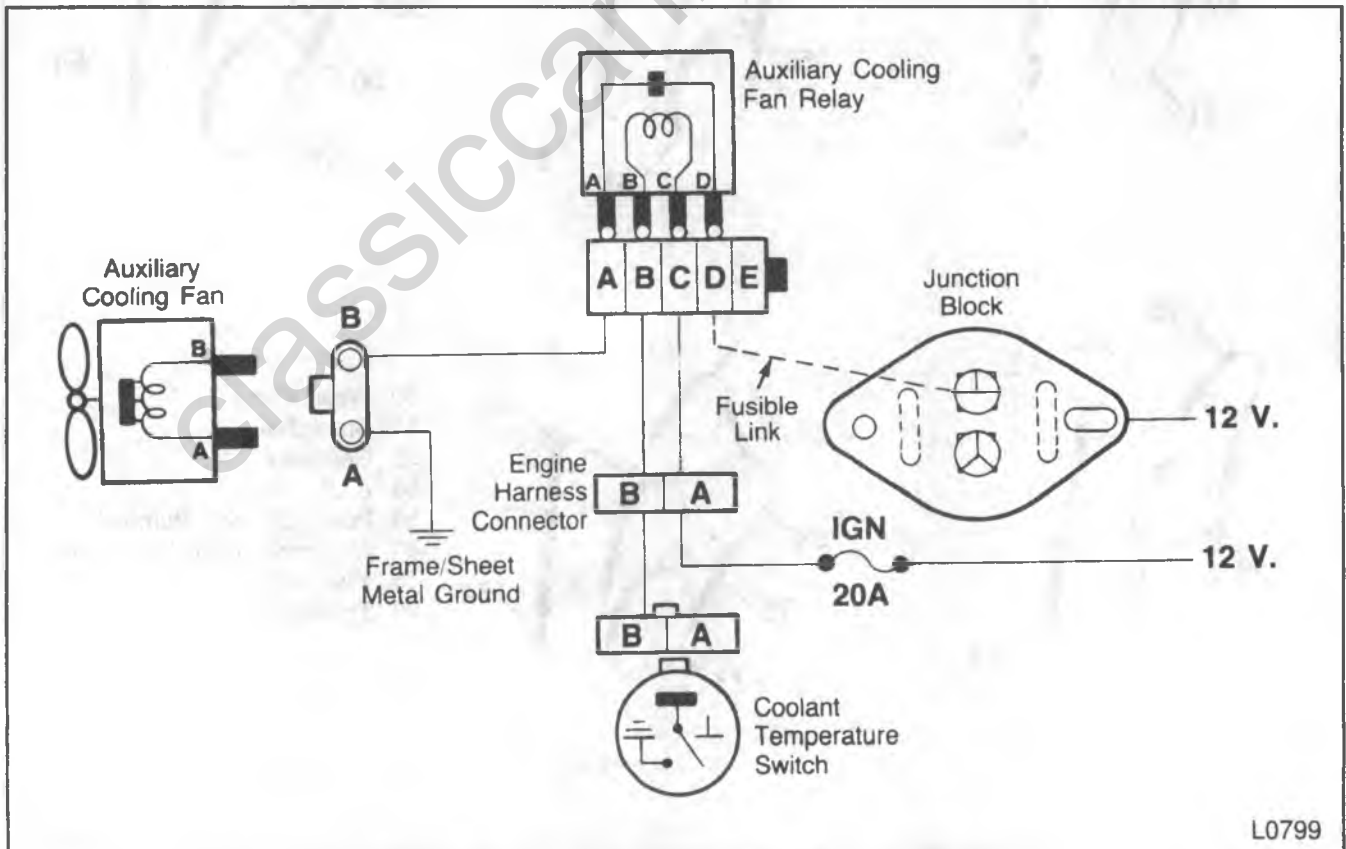 classiccar
Auxiliary Cooling
Fan Relay
A B C D
A B C D E
Auxiliary
Cooling Fan
B
A
B
A
Junction
Block
Fusible
Link
12 V.
Engine
Harness
Connector
B A
IGN
20A
12 V.
Frame/Sheet
Metal Ground
B A
Coolant
Temperature
Switch
L0799